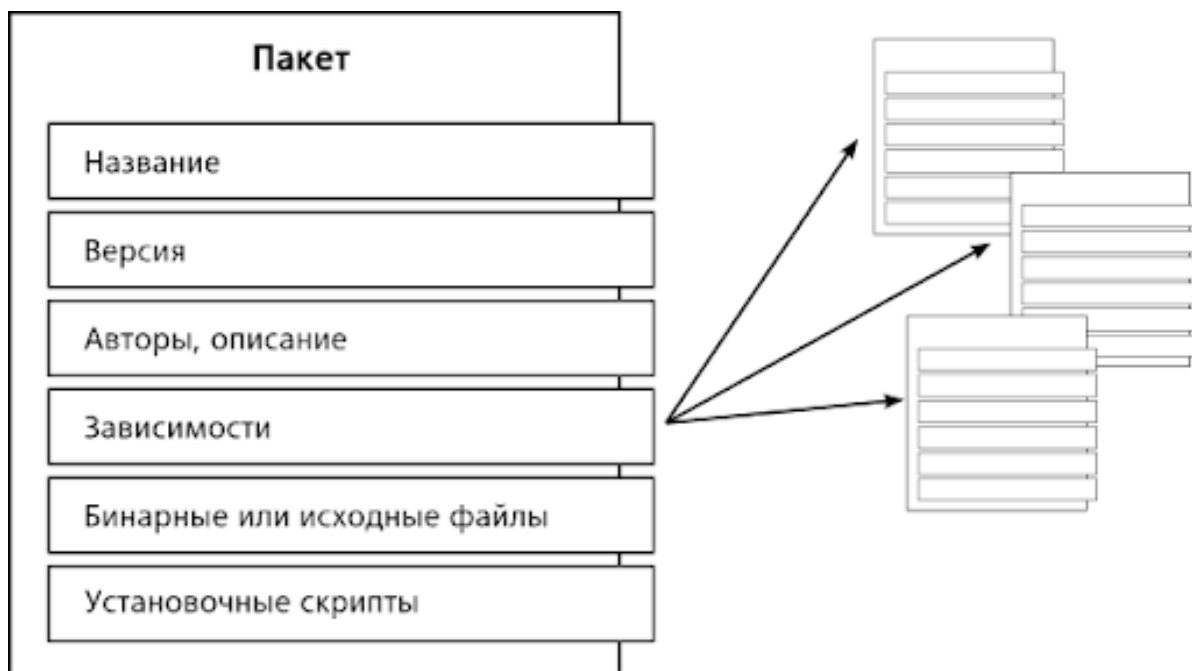 Пакет
Название
Версия
Авторы, описание
Зависимости
Бинарные или исходные файлы
Установочные скрипты